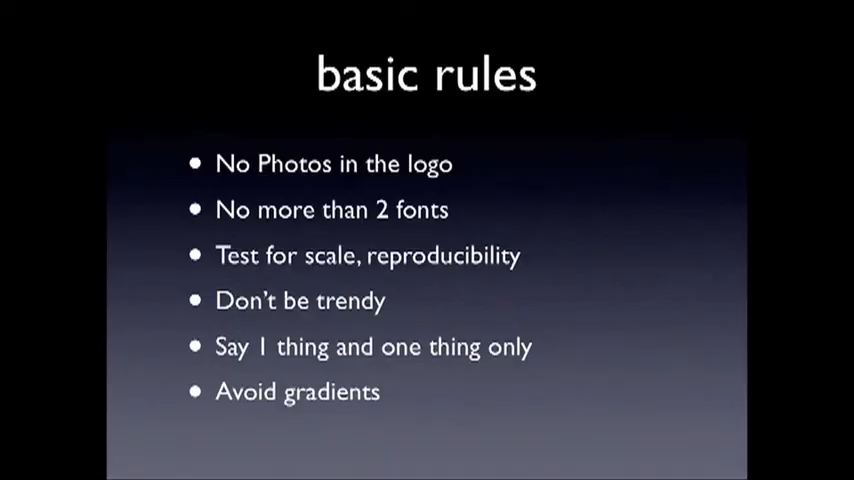 basic rules
• No Photos in the logo
• No more than 2 fonts
• Test for scale, reproducibility
• Don't be trendy
• Say 1 thing and one thing only
• Avoid gradients